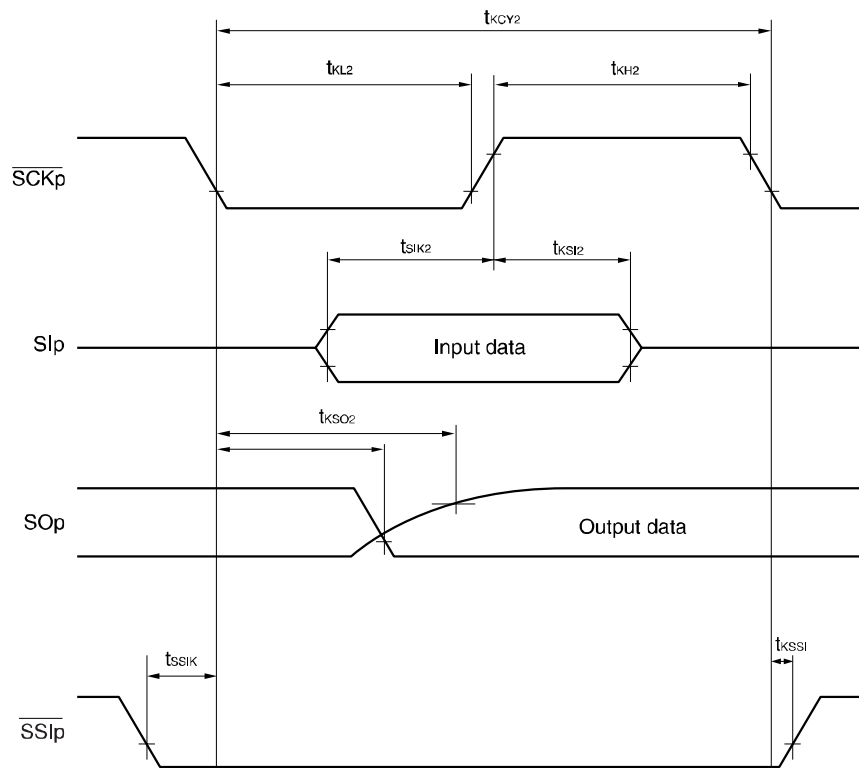 tKCY2
tKL2
tKH2
SCKp
tSIK2
tKSI2
SIp
Input data
tKSO2
SOp
Output data
tSSIK
tKSSI
SSIp